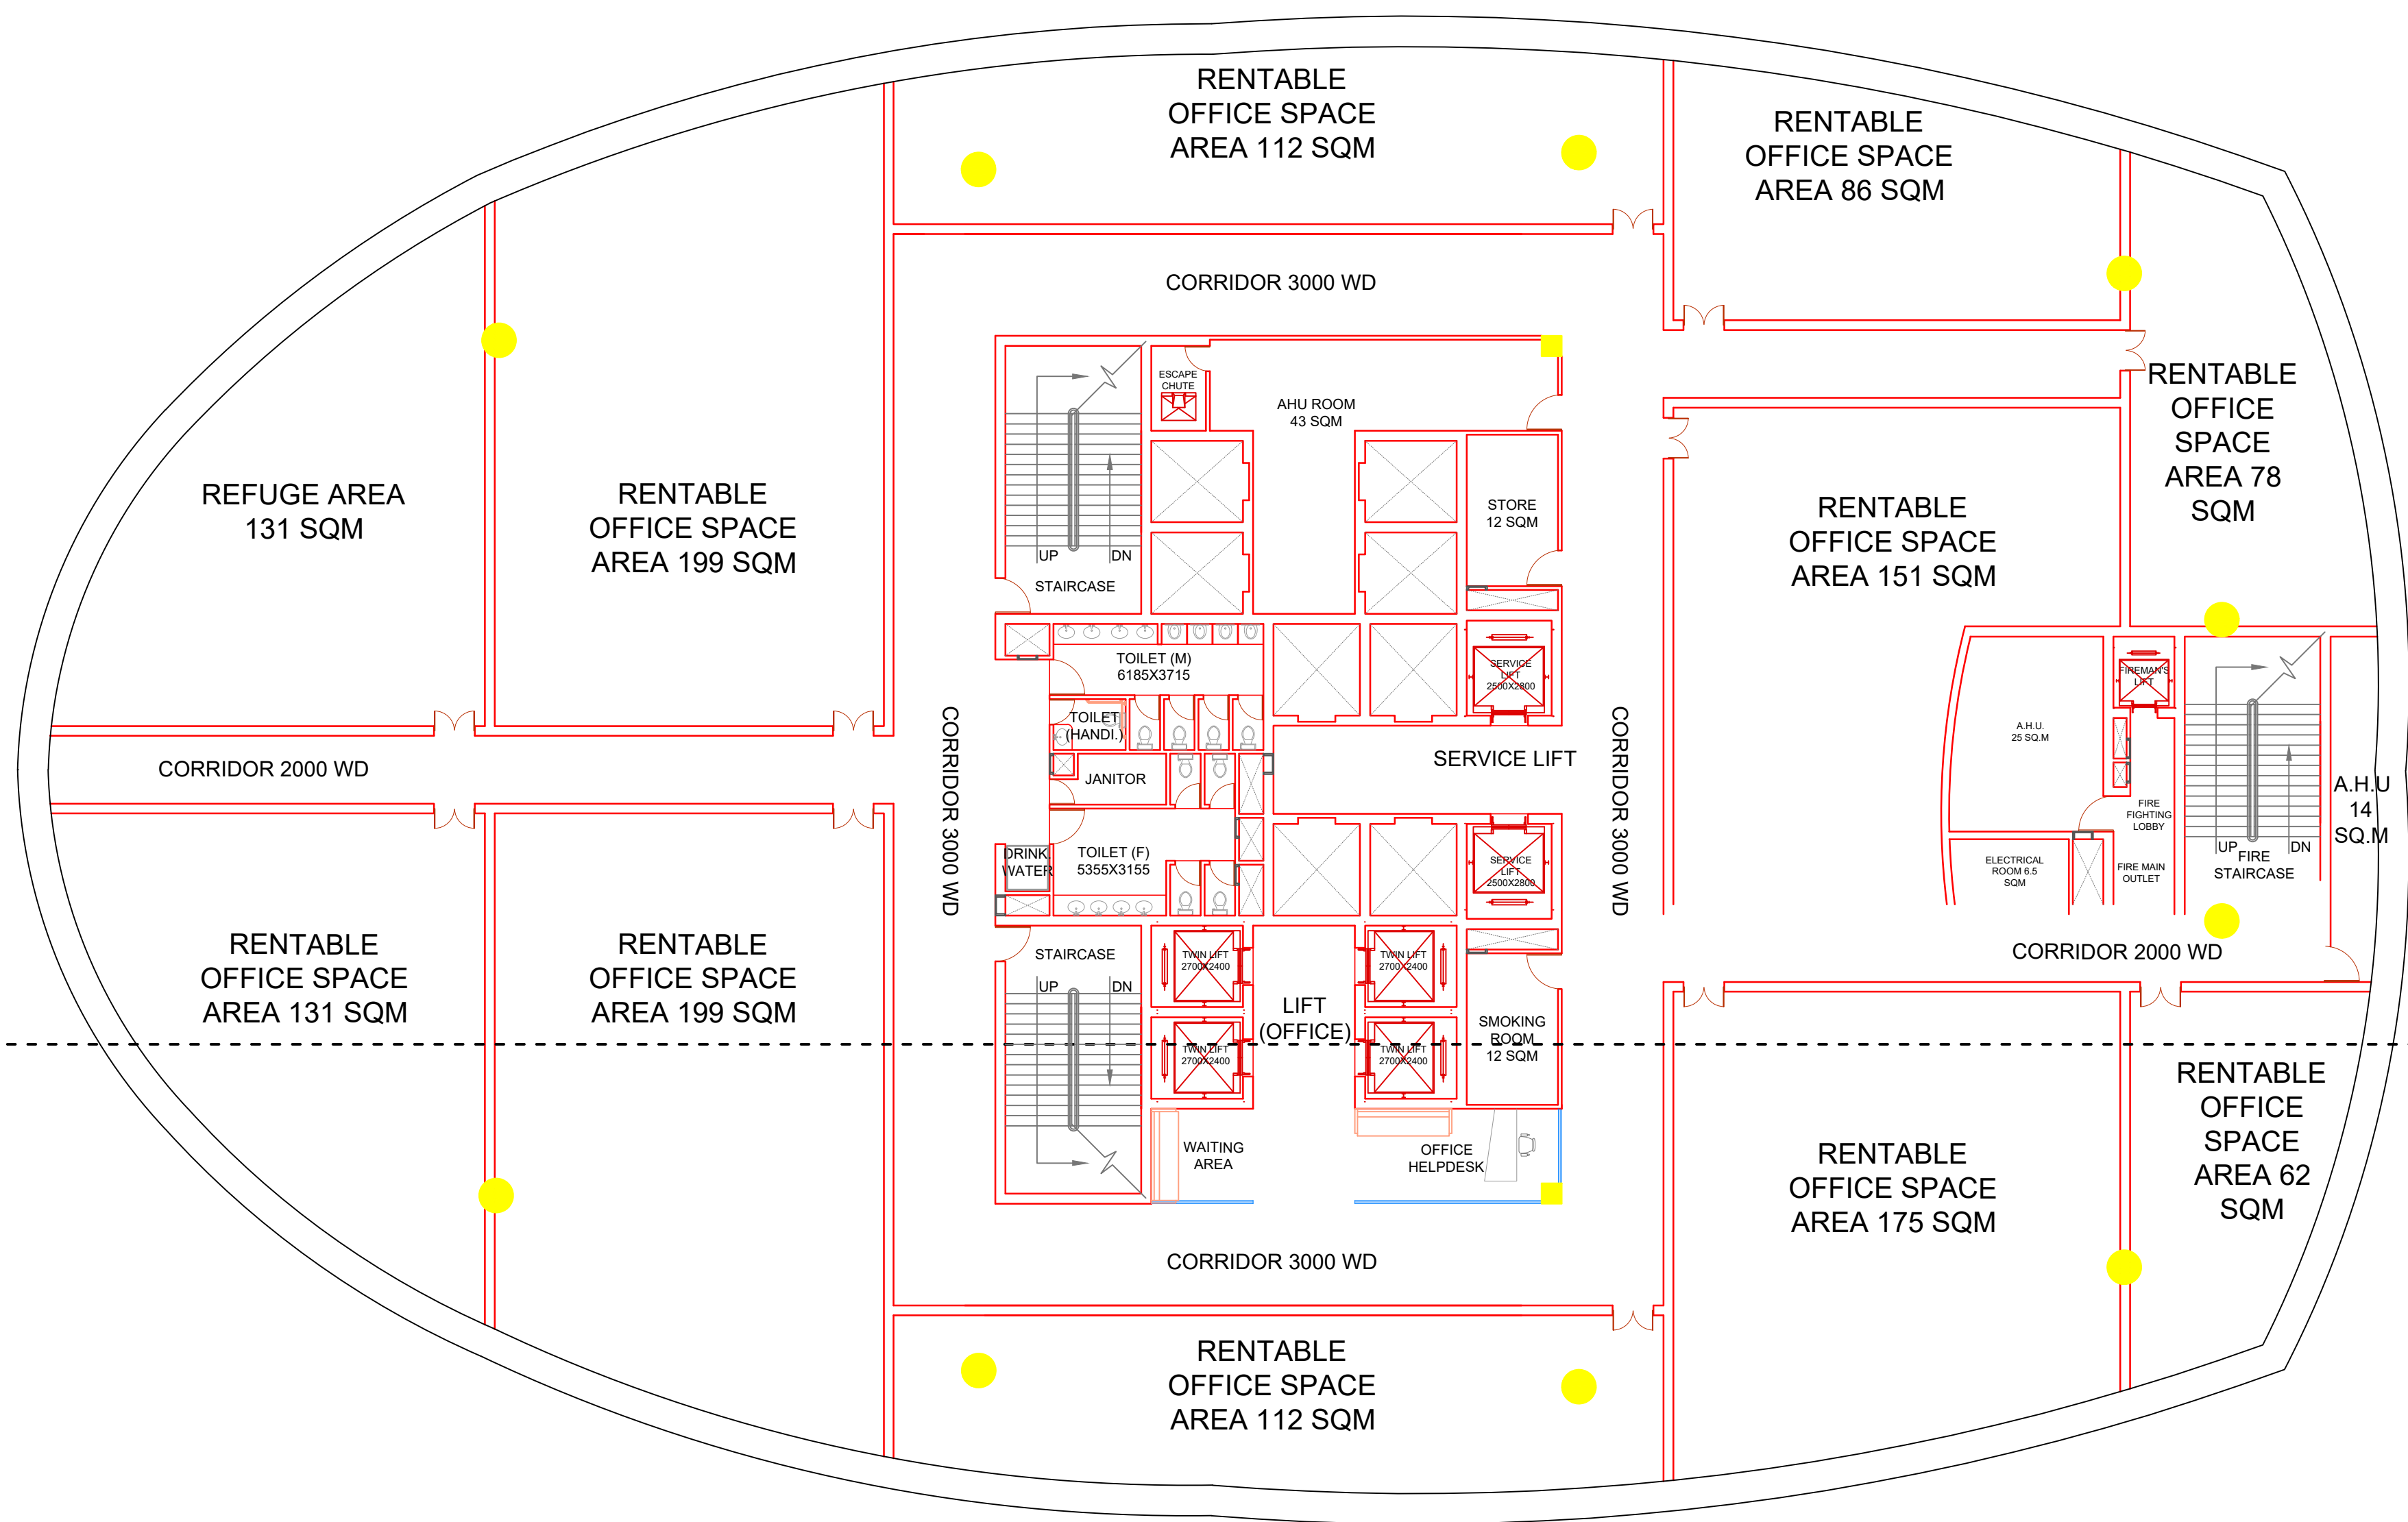 RENTABLE
OFFICE SPACE
AREA 112 SQM
RENTABLE
OFFICE SPACE
AREA 86 SQM
CORRIDOR 3000 WD
REFUGE AREA
131 SQM
RENTABLE
OFFICE SPACE
AREA 199 SQM
ESCAPE
CHUTE
AHU ROOM
43 SQM
UP
DN
STAIRCASE
STORE
12 SQM
RENTABLE
OFFICE SPACE
AREA 151 SQM
RENTABLE
OFFICE
SPACE
AREA 78
SQM
TOILET (M)
6185X3715
TOILET
(HANDI.)
JANITOR
SERVICE
LIFT
2500X2800
SERVICE LIFT
CORRIDOR 2000 WD
CORRIDOR 3000 WD
CORRIDOR 3000 WD
DRINK.
WATER
TOILET (F)
5355X3155
SERVICE
LIFT
2500X2800
FIREMAN'S
LIFT
A.H.U.
25 SQ.M
FIRE
FIGHTING
LOBBY
A.H.U
14
SQ.M
ELECTRICAL
ROOM 6.5
SQM
FIRE MAIN
OUTLET
UP
DN
FIRE
STAIRCASE
CORRIDOR 2000 WD
RENTABLE
OFFICE SPACE
AREA 131 SQM
RENTABLE
OFFICE SPACE
AREA 199 SQM
STAIRCASE
UP
DN
TWIN LIFT
2700X2400
TWIN LIFT
2700X2400
LIFT
(OFFICE)
TWIN LIFT
2700X2400
TWIN LIFT
2700X2400
SMOKING
ROOM
12 SQM
WAITING
AREA
OFFICE
HELPDESK
RENTABLE
OFFICE SPACE
AREA 175 SQM
RENTABLE
OFFICE
SPACE
AREA 62
SQM
CORRIDOR 3000 WD
RENTABLE
OFFICE SPACE
AREA 112 SQM